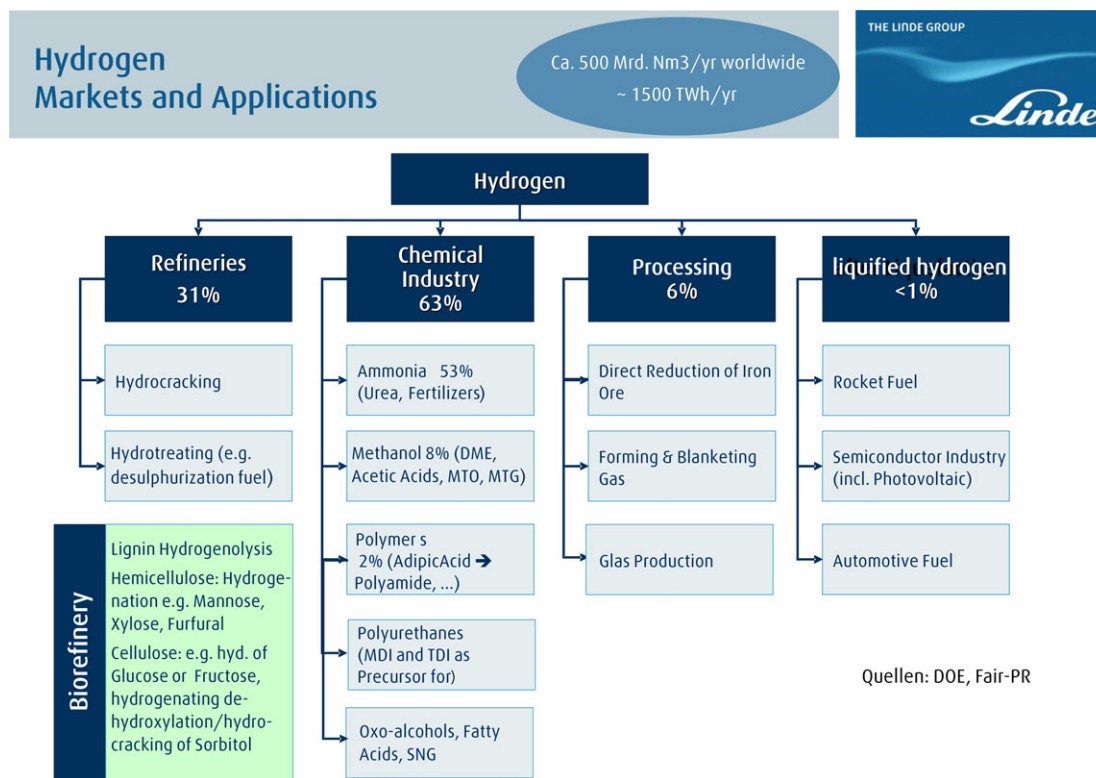 Hydrogen
Markets and Applications
Ca. 500 Mrd. Nm3/yr worldwide
~ 1500 TWh/yr
THE LINDE GROUP
Linde
Hydrogen
Refineries
31%
Hydrocracking
Hydrotreating (e.g.
desulphurization fuel)
Biorefinery
Lignin Hydrogenolysis
Hemicellulose: Hydroge-
nation e.g. Mannose,
Xylose, Furfural
Cellulose: e.g. hyd. of
Glucose or Fructose,
hydrogenating de-
hydroxylation/hydro-
cracking of Sorbitol
Chemical
Industry
63%
Ammonia 53%
(Urea, Fertilizers)
Methanol 8% (DME,
Acetic Acids, MTO, MTG)
Polymer s
2% (AdipicAcid ➔
Polyamide, ...)
Polyurethanes
(MDI and TDI as
Precursor for)
Oxo-alcohols, Fatty
Acids, SNG
Processing
6%
Direct Reduction of Iron
Ore
Forming & Blanketing
Gas
Glas Production
liquified hydrogen
<1%
Rocket Fuel
Semiconductor Industry
(incl. Photovoltaic)
Automotive Fuel
Quellen: DOE, Fair-PR